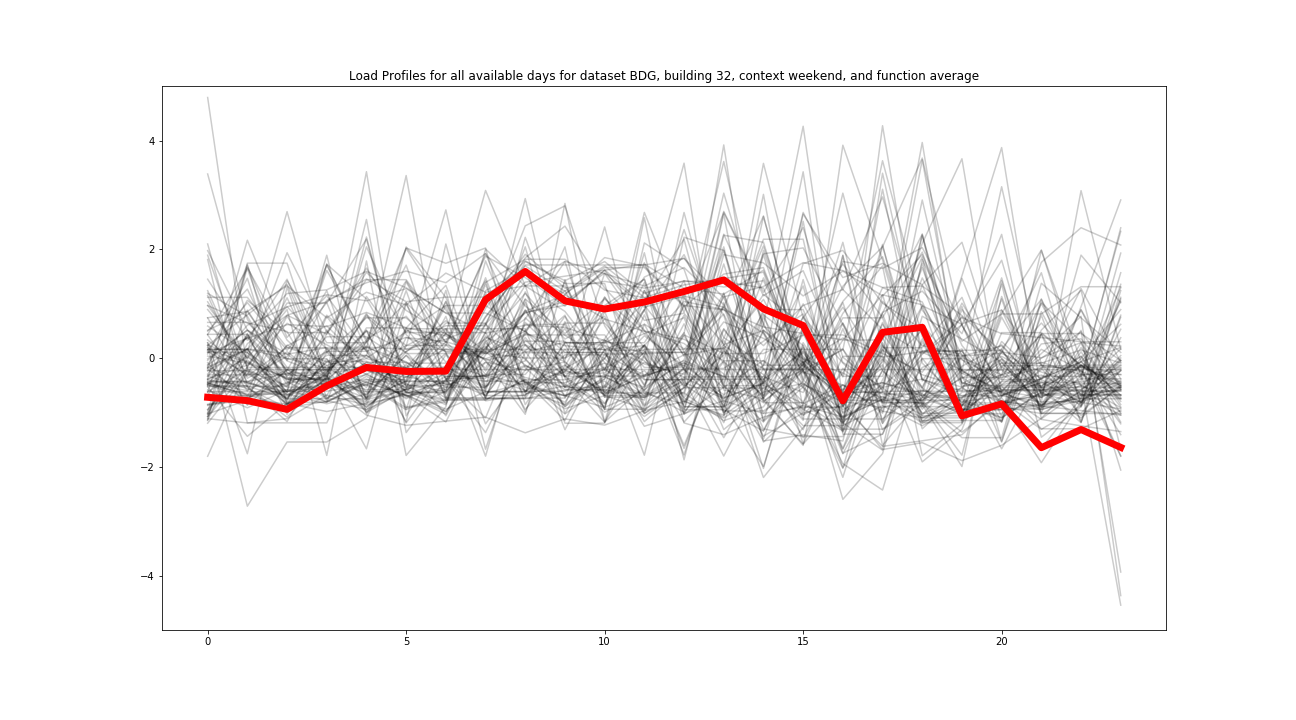 Load Profiles for all available days for dataset BDG, building 32, context weekend, and function average
4
2
0
−2
−4
0 5 10 15 20